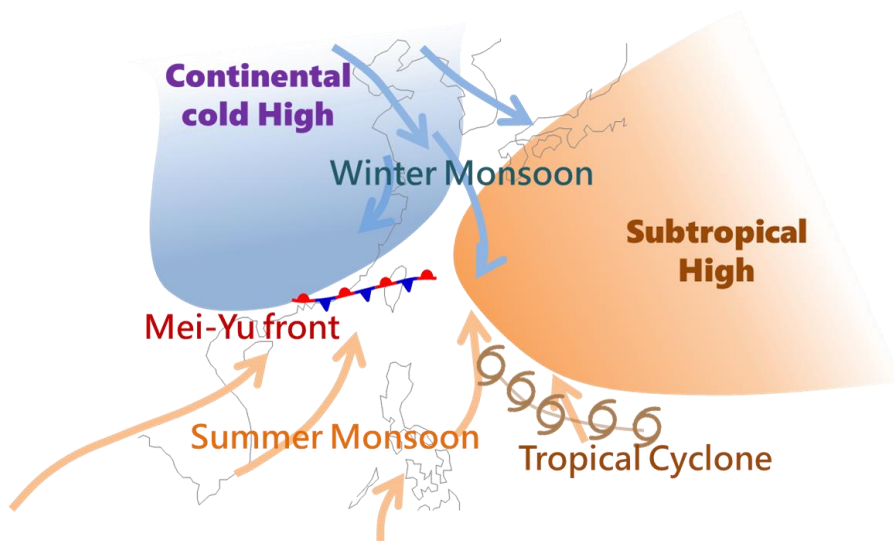 Continental
cold High
Winter Monsoon
Subtropical
High
Mei-Yu front
Summer Monsoon
Tropical Cyclone